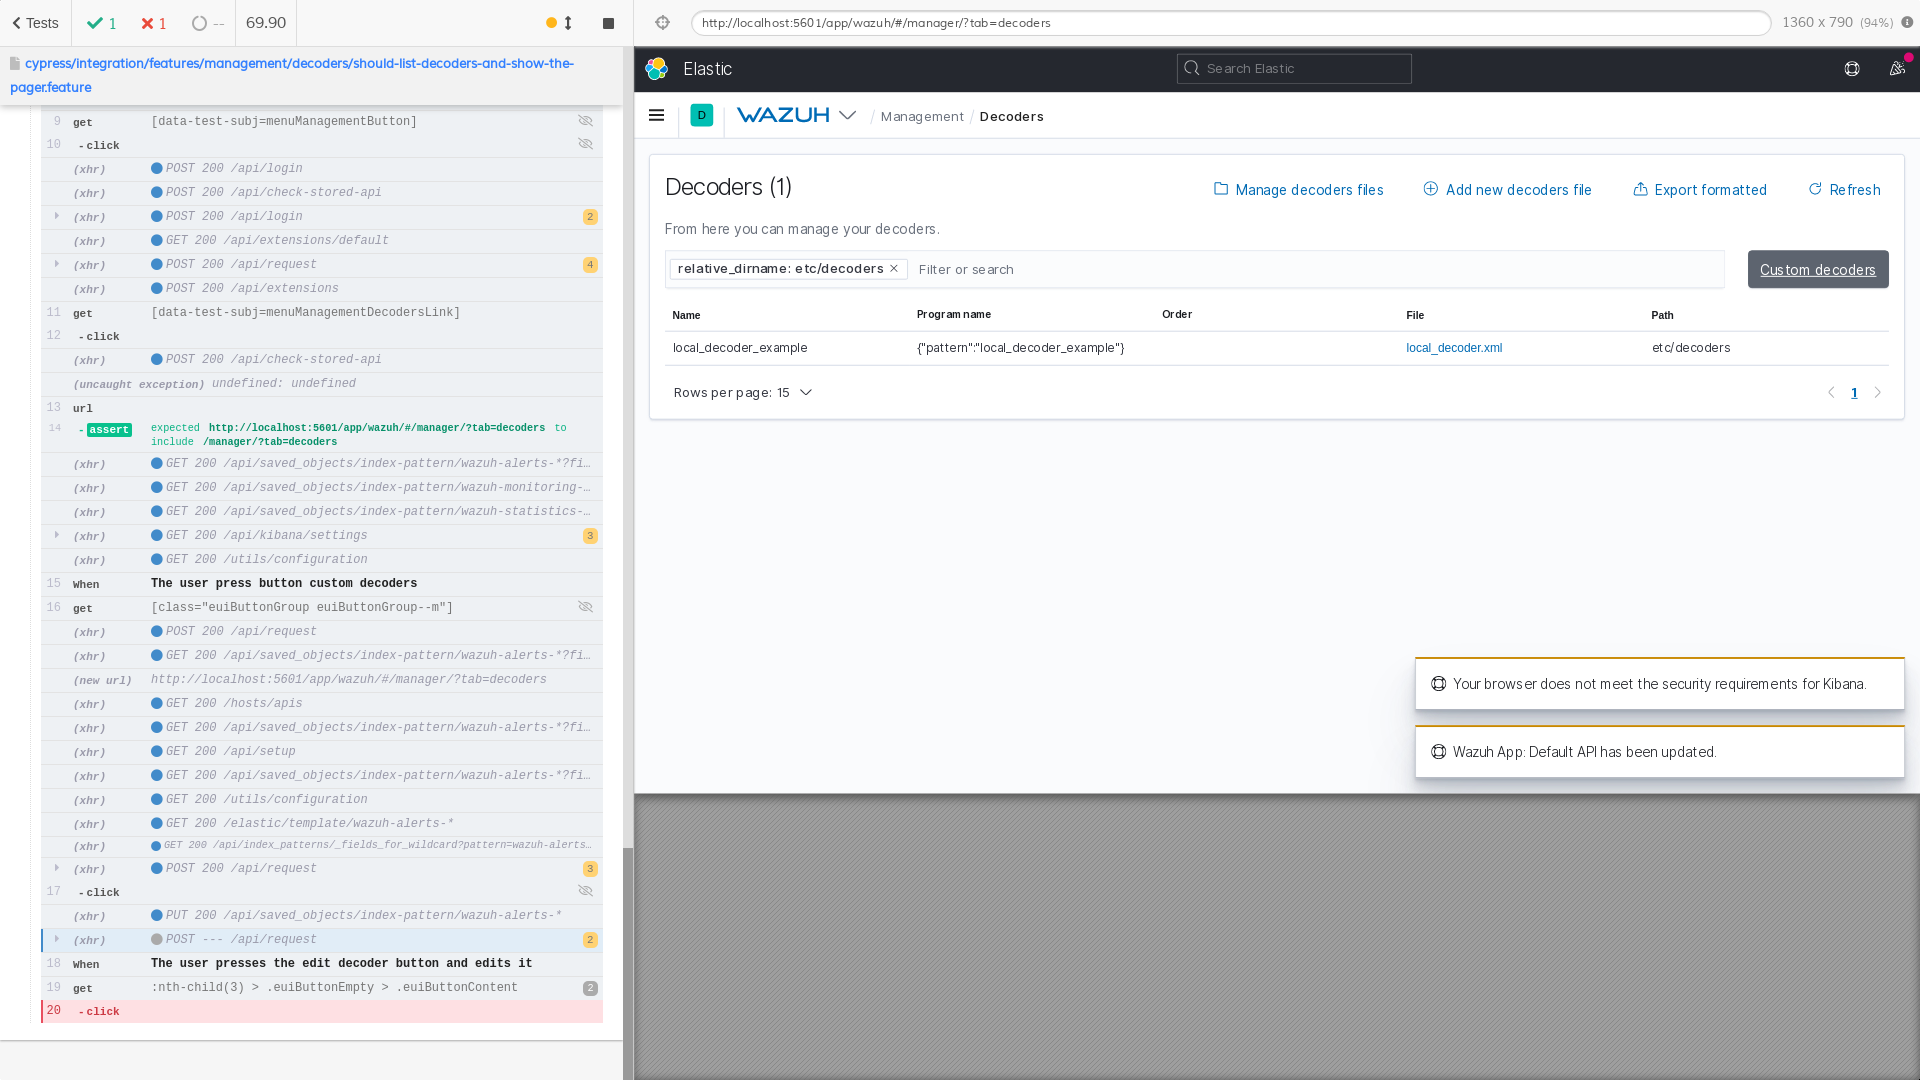 Tests
1
1
--
69.90
cypress/integration/features/management/decoders/should-list-decoders-and-show-the-
pager.feature
9 get [data-test-subj=menuManagementButton]
10 -click
(xhr) POST 200 /api/login
(xhr) POST 200 /api/check-stored-api
(xhr) POST 200 /api/login 2
(xhr) GET 200 /api/extensions/default
(xhr) POST 200 /api/request 4
(xhr) POST 200 /api/extensions
11 get [data-test-subj=menuManagementDecodersLink]
12 -click
(xhr) POST 200 /api/check-stored-api
(uncaught exception) undefined: undefined
13 url
14 -assert expected http://localhost:5601/app/wazuh/#/manager/?tab=decoders to
include /manager/?tab=decoders
(xhr) GET 200 /api/saved_objects/index-pattern/wazuh-alerts-*?fi…
(xhr) GET 200 /api/saved_objects/index-pattern/wazuh-monitoring-…
(xhr) GET 200 /api/saved_objects/index-pattern/wazuh-statistics-…
(xhr) GET 200 /api/kibana/settings 3
(xhr) GET 200 /utils/configuration
15 When The user press button custom decoders
16 get [class="euiButtonGroup euiButtonGroup--m"]
(xhr) POST 200 /api/request
(xhr) GET 200 /api/saved_objects/index-pattern/wazuh-alerts-*?fi…
(new url) http://localhost:5601/app/wazuh/#/manager/?tab=decoders
(xhr) GET 200 /hosts/apis
(xhr) GET 200 /api/saved_objects/index-pattern/wazuh-alerts-*?fi…
(xhr) GET 200 /api/setup
(xhr) GET 200 /api/saved_objects/index-pattern/wazuh-alerts-*?fi…
(xhr) GET 200 /utils/configuration
(xhr) GET 200 /elastic/template/wazuh-alerts-*
(xhr) GET 200 /api/index_patterns/_fields_for_wildcard?pattern=wazuh-alerts…
(xhr) POST 200 /api/request 3
17 -click
(xhr) PUT 200 /api/saved_objects/index-pattern/wazuh-alerts-*
(xhr) POST --- /api/request 2
18 When The user presses the edit decoder button and edits it
19 get :nth-child(3) > .euiButtonEmpty > .euiButtonContent 2
20 -click
http://localhost:5601/app/wazuh/#/manager/?tab=decoders
1360 x 790 (94%)
Elastic
Search Elastic
D
WAZUH
/ Management / Decoders
Decoders (1)
Manage decoders files
Add new decoders file
Export formatted
Refresh
From here you can manage your decoders.
relative_dirname: etc/decoders
Filter or search
Custom decoders
Name Program name Order File Path
local_decoder_example {"pattern":"local_decoder_example"} local_decoder.xml etc/decoders
Rows per page: 15
1
Your browser does not meet the security requirements for Kibana.
Wazuh App: Default API has been updated.